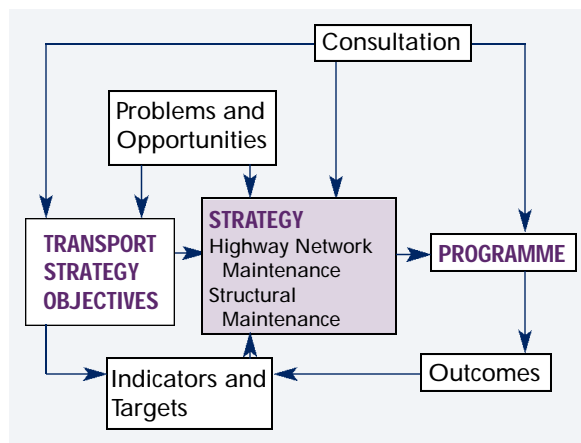 Consultation
Problems and
Opportunities
TRANSPORT
STRATEGY
OBJECTIVES
STRATEGY
Highway Network
Maintenance
Structural
Maintenance
PROGRAMME
Indicators and
Targets
Outcomes